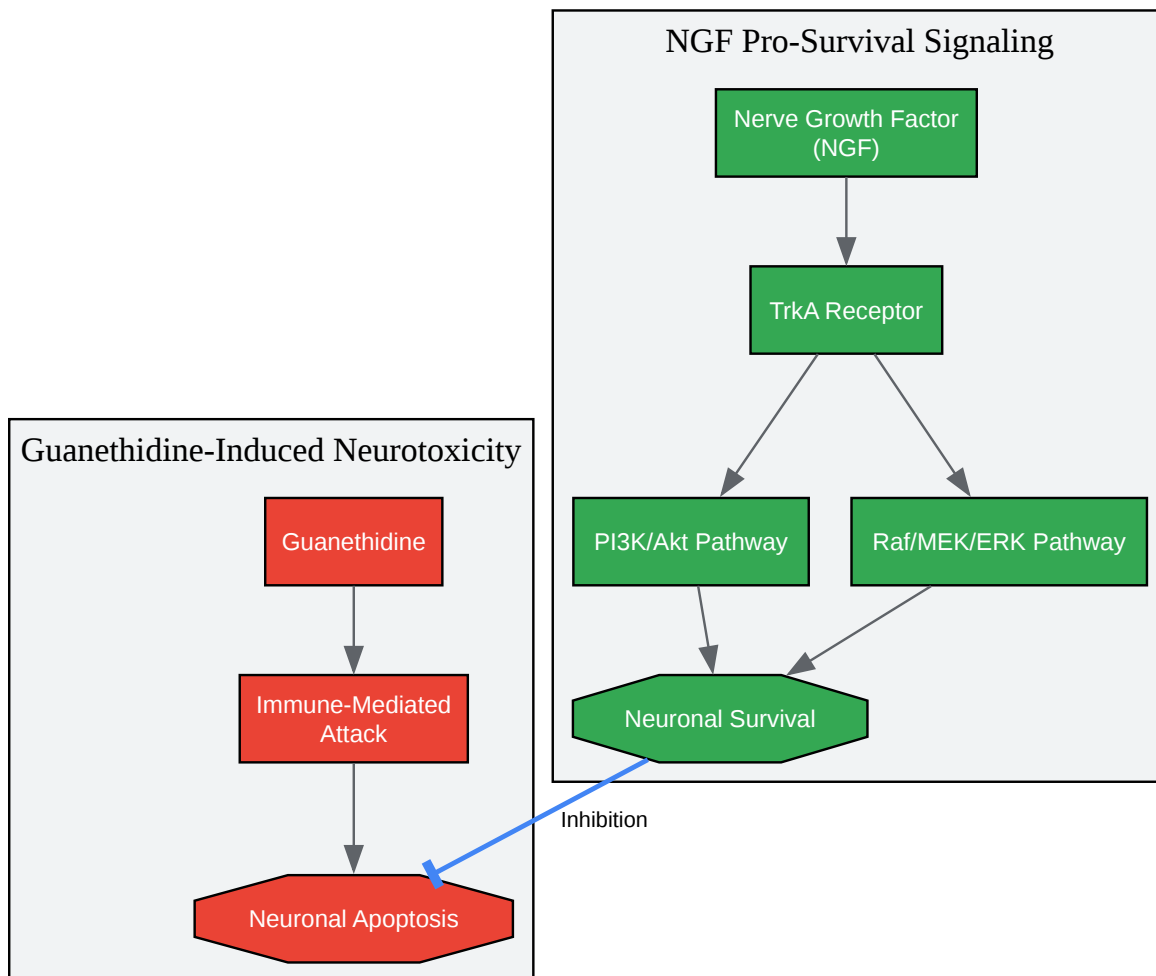 NGF Pro-Survival Signaling
Nerve Growth Factor
(NGF)
TrkA Receptor
PI3K/Akt Pathway
Raf/MEK/ERK Pathway
Neuronal Survival
Inhibition
Guanethidine-Induced Neurotoxicity
Guanethidine
Immune-Mediated
Attack
Neuronal Apoptosis